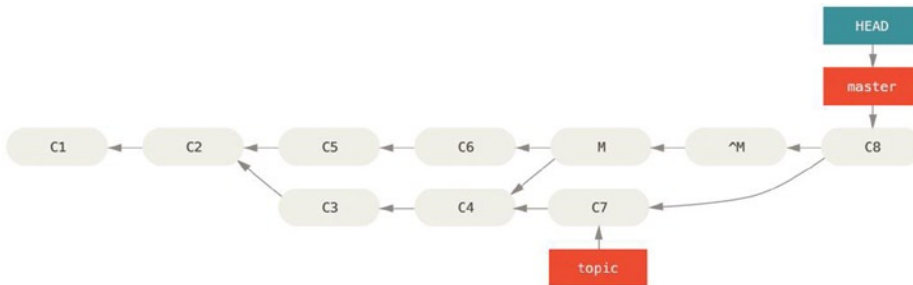 HEAD
master
C1 C2 C5 C6 M ^M C8
C3 C4 C7
topic